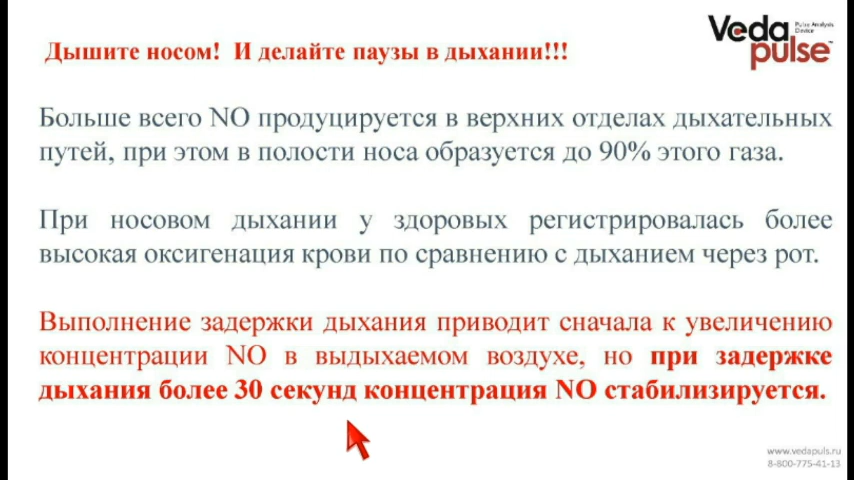 Дышите носом! И делайте паузы в дыхании!!!
Veda Pulse Analysis Device
pulse™
Больше всего NO продуцируется в верхних отделах дыхательных
путей, при этом в полости носа образуется до 90% этого газа.
При носовом дыхании у здоровых регистрировалась более
высокая оксигенация крови по сравнению с дыханием через рот.
Выполнение задержки дыхания приводит сначала к увеличению
концентрации NO в выдыхаемом воздухе, но при задержке
дыхания более 30 секунд концентрация NO стабилизируется.
www.vedapuls.ru
8-800-775-41-13